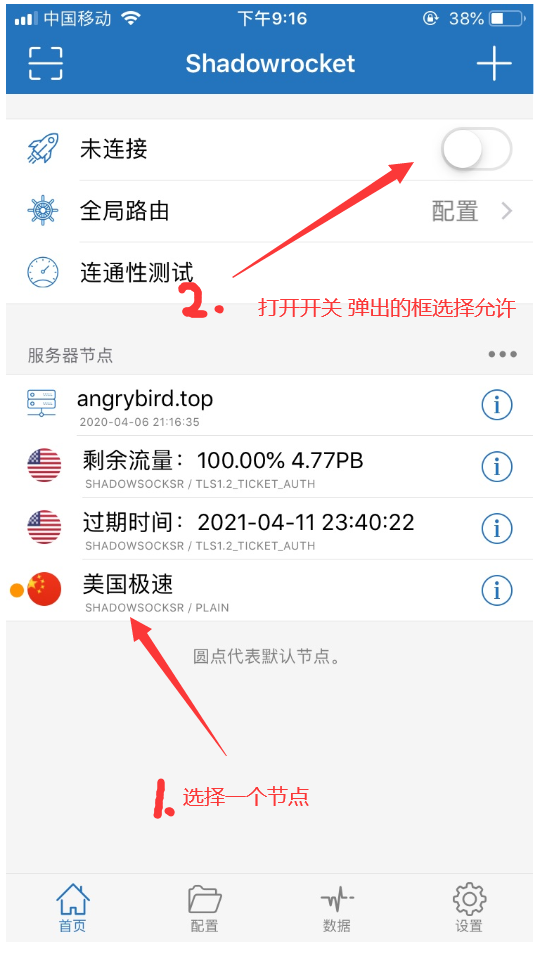 中国移动 下午9:16 38%
Shadowrocket
未连接
全局路由 配置
连通性测试
2. 打开开关 弹出的框选择允许
服务器节点
angrybird.top
2020-04-06 21:16:35
剩余流量：100.00% 4.77PB
SHADOWSOCKSR / TLS1.2_TICKET_AUTH
过期时间：2021-04-11 23:40:22
SHADOWSOCKSR / TLS1.2_TICKET_AUTH
美国极速
SHADOWSOCKSR / PLAIN
圆点代表默认节点。
1. 选择一个节点
首页 配置 数据 设置